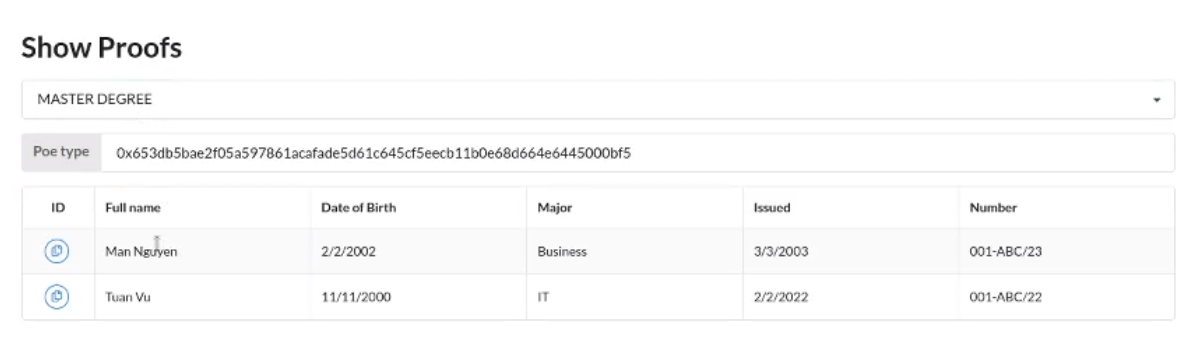 Show Proofs
MASTER DEGREE
Poe type 0x653db5bae2f05a597861acafade5d61c645cf5eecb11b0e68d664e6445000bf5
ID Full name Date of Birth Major Issued Number
Man Nguyen 2/2/2002 Business 3/3/2003 001-ABC/23
Tuan Vu 11/11/2000 IT 2/2/2022 001-ABC/22